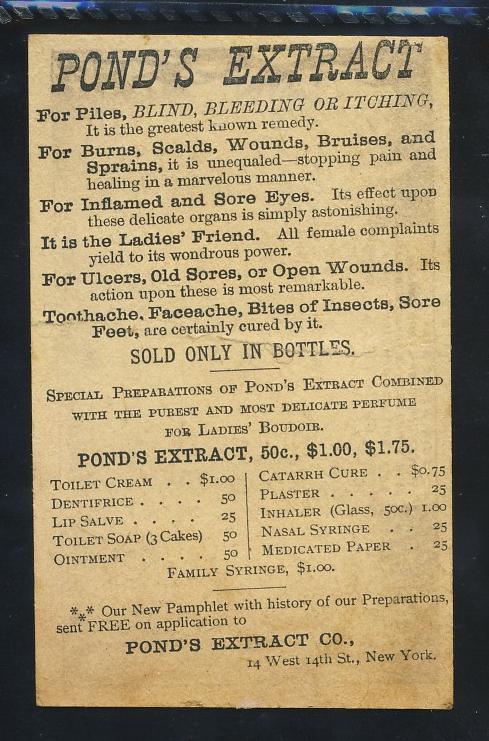 POND'S EXTRACT
For Piles, BLIND, BLEEDING OR ITCHING,
It is the greatest known remedy.
For Burns, Scalds, Wounds, Bruises, and
Sprains, it is unequaled—stopping pain and
healing in a marvelous manner.
For Inflamed and Sore Eyes. Its effect upon
these delicate organs is simply astonishing.
It is the Ladies' Friend. All female complaints
yield to its wondrous power.
For Ulcers, Old Sores, or Open Wounds. Its
action upon these is most remarkable.
Toothache, Faceache, Bites of Insects, Sore
Feet, are certainly cured by it.
SOLD ONLY IN BOTTLES.
SPECIAL PREPARATIONS OF POND'S EXTRACT COMBINED
WITH THE PUREST AND MOST DELICATE PERFUME
FOR LADIES' BOUDOIR.
POND'S EXTRACT, 50c., $1.00, $1.75.
TOILET CREAM . . $1.00
DENTIFRICE . . . . 50
LIP SALVE . . . . 25
TOILET SOAP (3 Cakes) 50
OINTMENT . . . . 50
CATARRH CURE . . $0.75
PLASTER . . . . . 25
INHALER (Glass, 50c.) 1.00
NASAL SYRINGE . . 25
MEDICATED PAPER . 25
FAMILY SYRINGE, $1.00.
*** Our New Pamphlet with history of our Preparations,
sent FREE on application to
POND'S EXTRACT CO.,
14 West 14th St., New York.